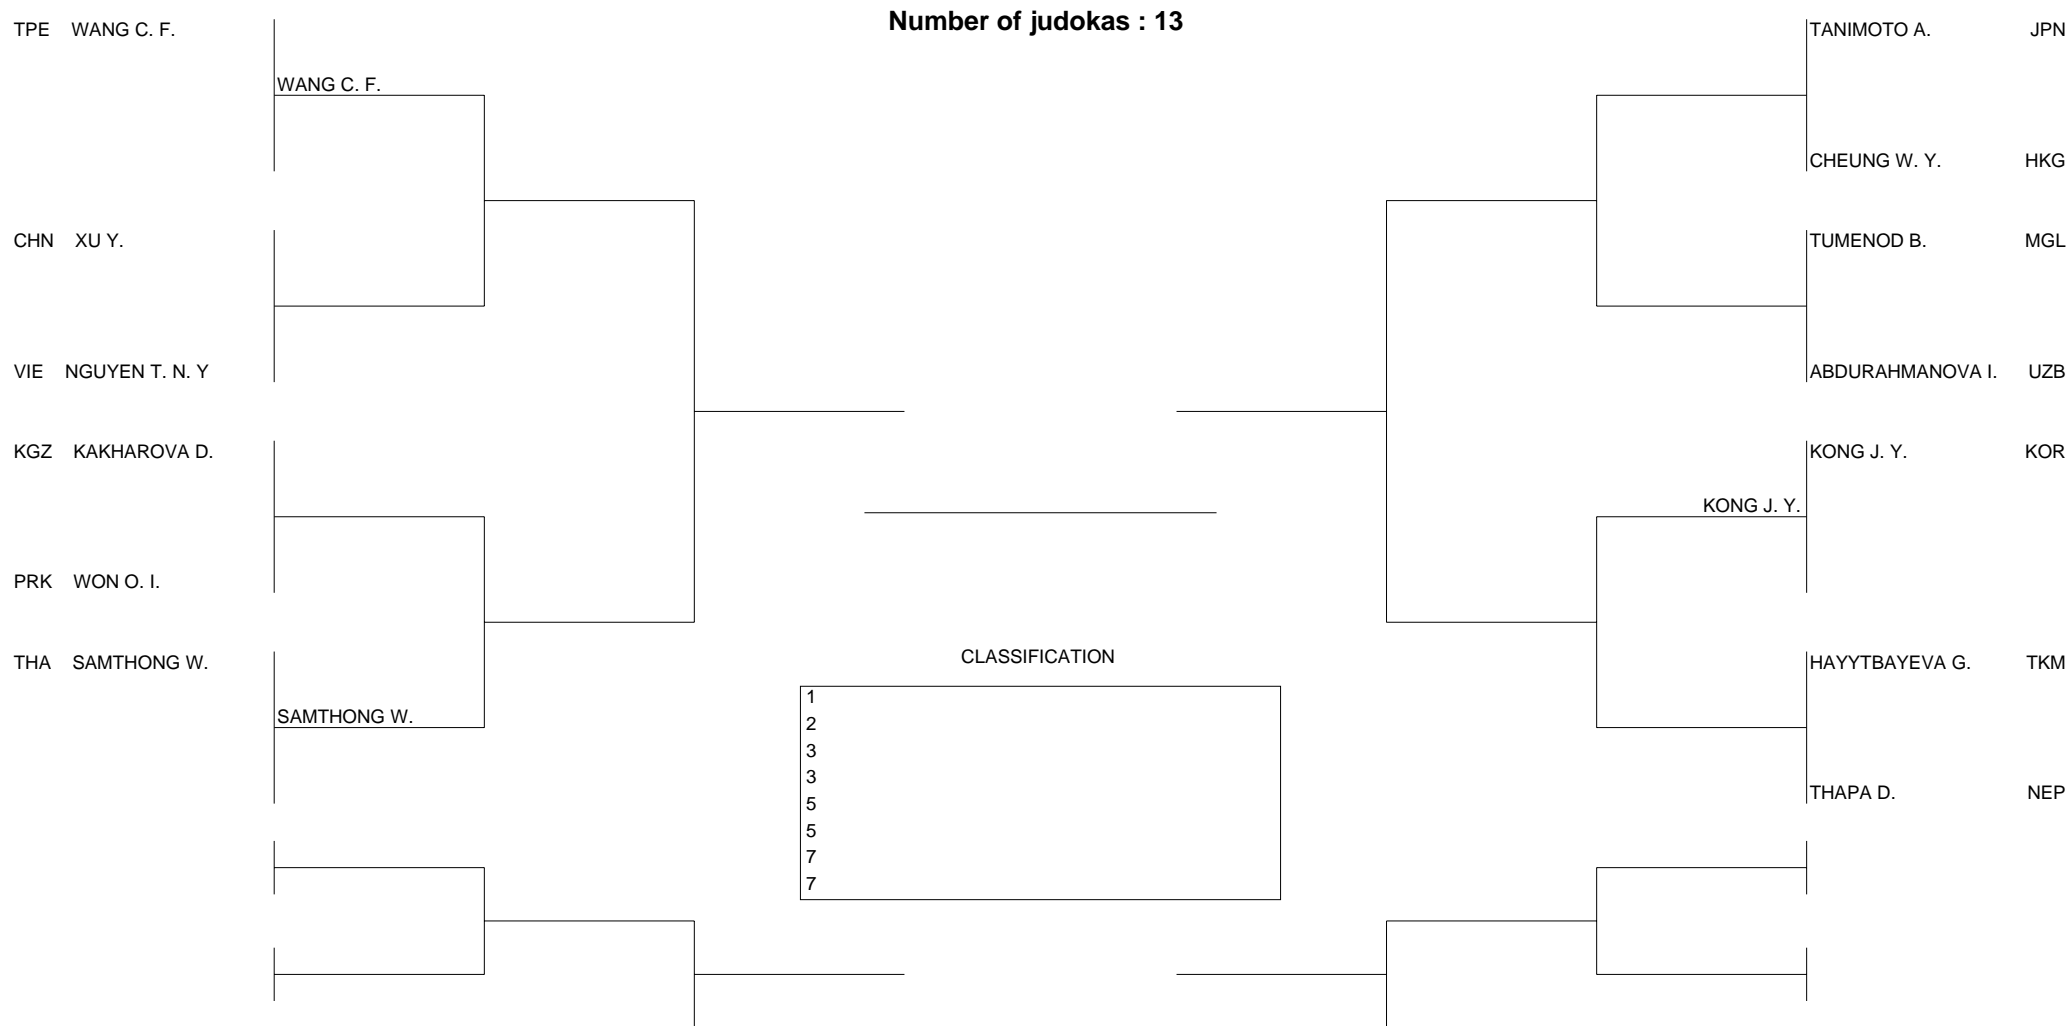 Number of judokas : 13
TPE WANG C. F.
WANG C. F.
CHN XU Y.
VIE NGUYEN T. N. Y
KGZ KAKHAROVA D.
PRK WON O. I.
THA SAMTHONG W.
SAMTHONG W.
TANIMOTO A. JPN
CHEUNG W. Y. HKG
TUMENOD B. MGL
ABDURAHMANOVA I. UZB
KONG J. Y. KOR
KONG J. Y.
HAYYTBAYEVA G. TKM
THAPA D. NEP
CLASSIFICATION
1
2
3
3
5
5
7
7